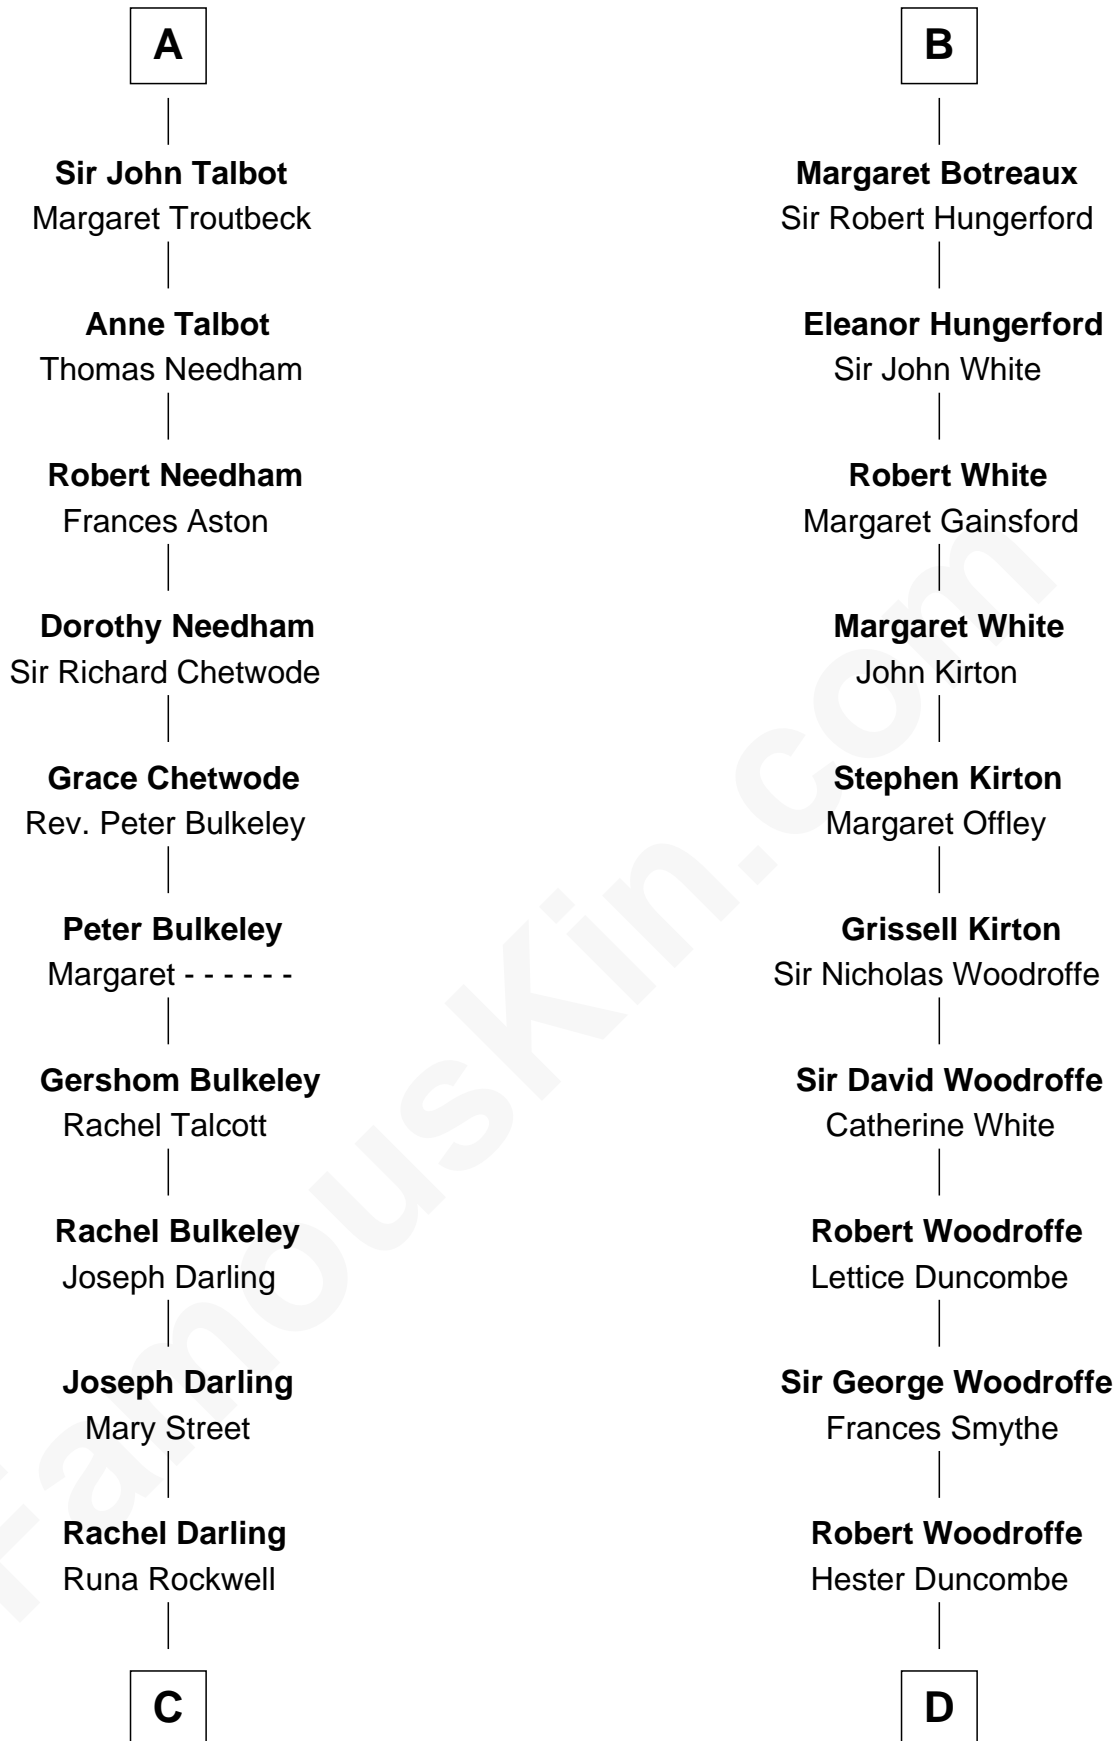 A
Sir John Talbot
Margaret Troutbeck
Anne Talbot
Thomas Needham
Robert Needham
Frances Aston
Dorothy Needham
Sir Richard Chetwode
Grace Chetwode
Rev. Peter Bulkeley
Peter Bulkeley
Margaret - - - - - -
Gershom Bulkeley
Rachel Talcott
Rachel Bulkeley
Joseph Darling
Joseph Darling
Mary Street
Rachel Darling
Runa Rockwell
C
B
Margaret Botreaux
Sir Robert Hungerford
Eleanor Hungerford
Sir John White
Robert White
Margaret Gainsford
Margaret White
John Kirton
Stephen Kirton
Margaret Offley
Grissell Kirton
Sir Nicholas Woodroffe
Sir David Woodroffe
Catherine White
Robert Woodroffe
Lettice Duncombe
Sir George Woodroffe
Frances Smythe
Robert Woodroffe
Hester Duncombe
D
FamousKin.com